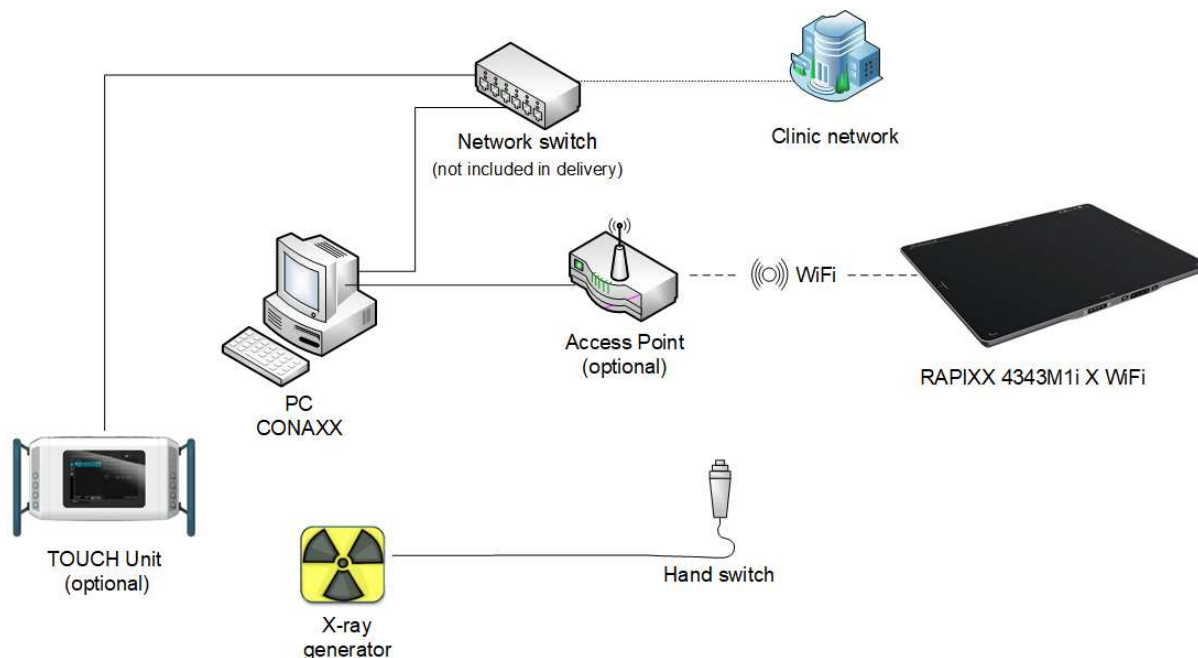 Network switch
(not included in delivery)
Clinic network
WiFi
Access Point
(optional)
RAPIXX 4343M1i X WiFi
PC
CONAXX
TOUCH Unit
(optional)
Hand switch
X-ray
generator